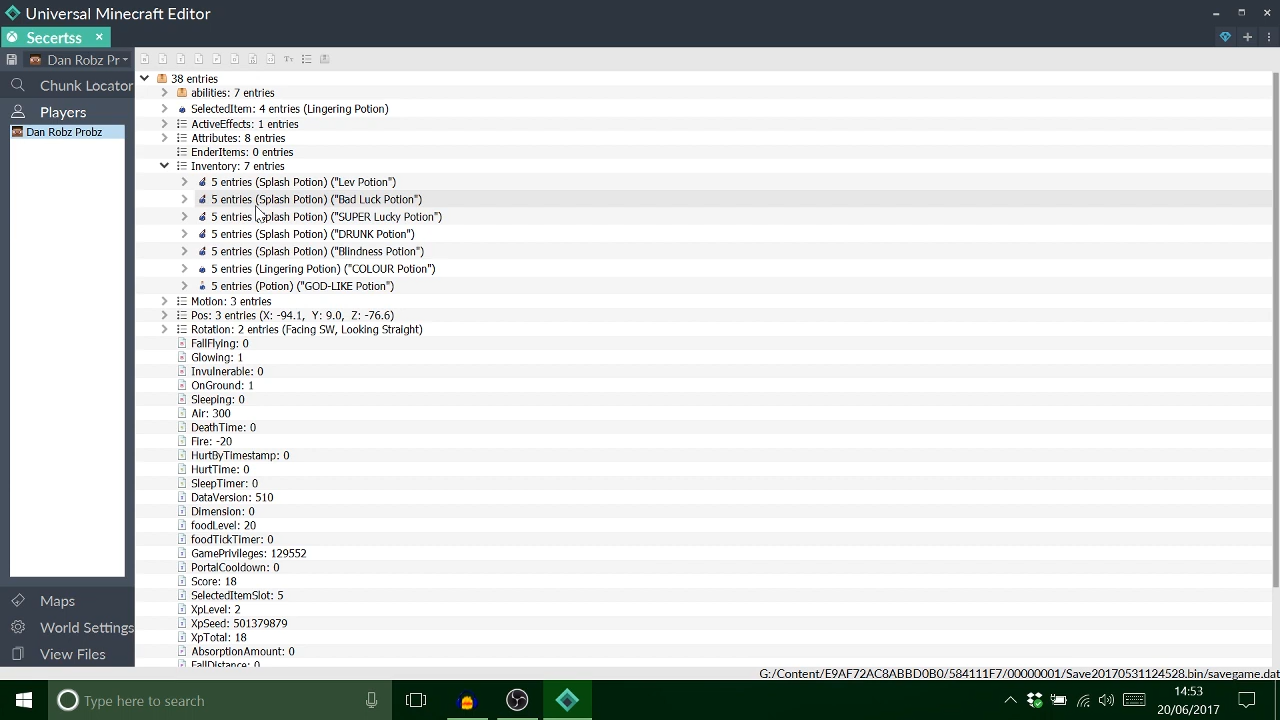 Universal Minecraft Editor
Secertss
Dan Robz Pr
Chunk Locator
Players
Dan Robz Probz
Maps
World Settings
View Files
38 entries
abilities: 7 entries
SelectedItem: 4 entries (Lingering Potion)
ActiveEffects: 1 entries
Attributes: 8 entries
EnderItems: 0 entries
Inventory: 7 entries
5 entries (Splash Potion) ("Lev Potion")
5 entries (Splash Potion) ("Bad Luck Potion")
5 entries (Splash Potion) ("SUPER Lucky Potion")
5 entries (Splash Potion) ("DRUNK Potion")
5 entries (Splash Potion) ("Blindness Potion")
5 entries (Lingering Potion) ("COLOUR Potion")
5 entries (Potion) ("GOD-LIKE Potion")
Motion: 3 entries
Pos: 3 entries (X: -94.1, Y: 9.0, Z: -76.6)
Rotation: 2 entries (Facing SW, Looking Straight)
FallFlying: 0
Glowing: 1
Invulnerable: 0
OnGround: 1
Sleeping: 0
Air: 300
DeathTime: 0
Fire: -20
HurtByTimestamp: 0
HurtTime: 0
SleepTimer: 0
DataVersion: 510
Dimension: 0
foodLevel: 20
foodTickTimer: 0
GamePrivileges: 129552
PortalCooldown: 0
Score: 18
SelectedItemSlot: 5
XpLevel: 2
XpSeed: 501379879
XpTotal: 18
AbsorptionAmount: 0
FallDistance: 0
G:/Content/E9AF72AC8ABBD0B0/584111F7/00000001/Save20170531124528.bin/savegame.dat
Type here to search
14:53
20/06/2017